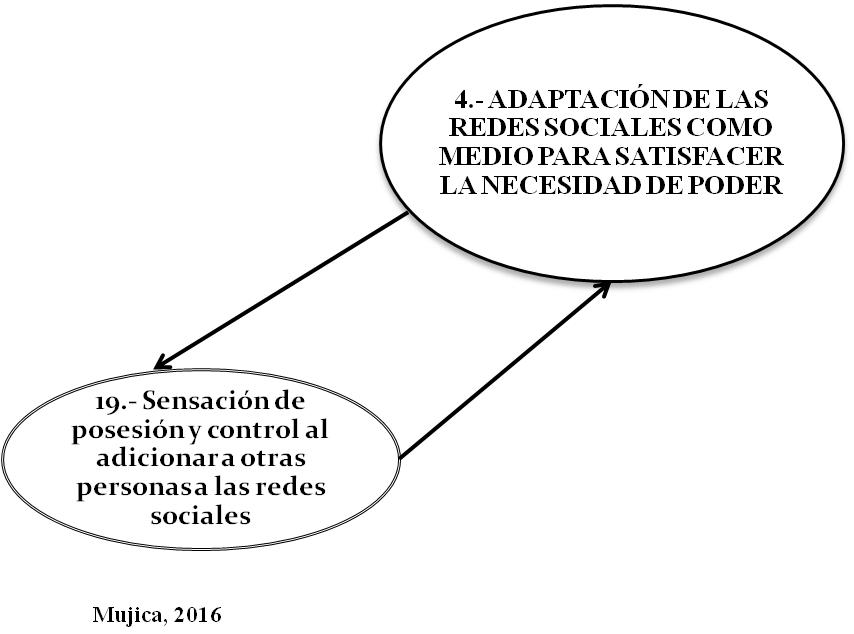 4.- ADAPTACIÓN DE LAS
REDES SOCIALES COMO
MEDIO PARA SATISFACER
LA NECESIDAD DE PODER
19.- Sensación de
posesión y control al
adicionar a otras
personas a las redes
sociales
Mujica, 2016